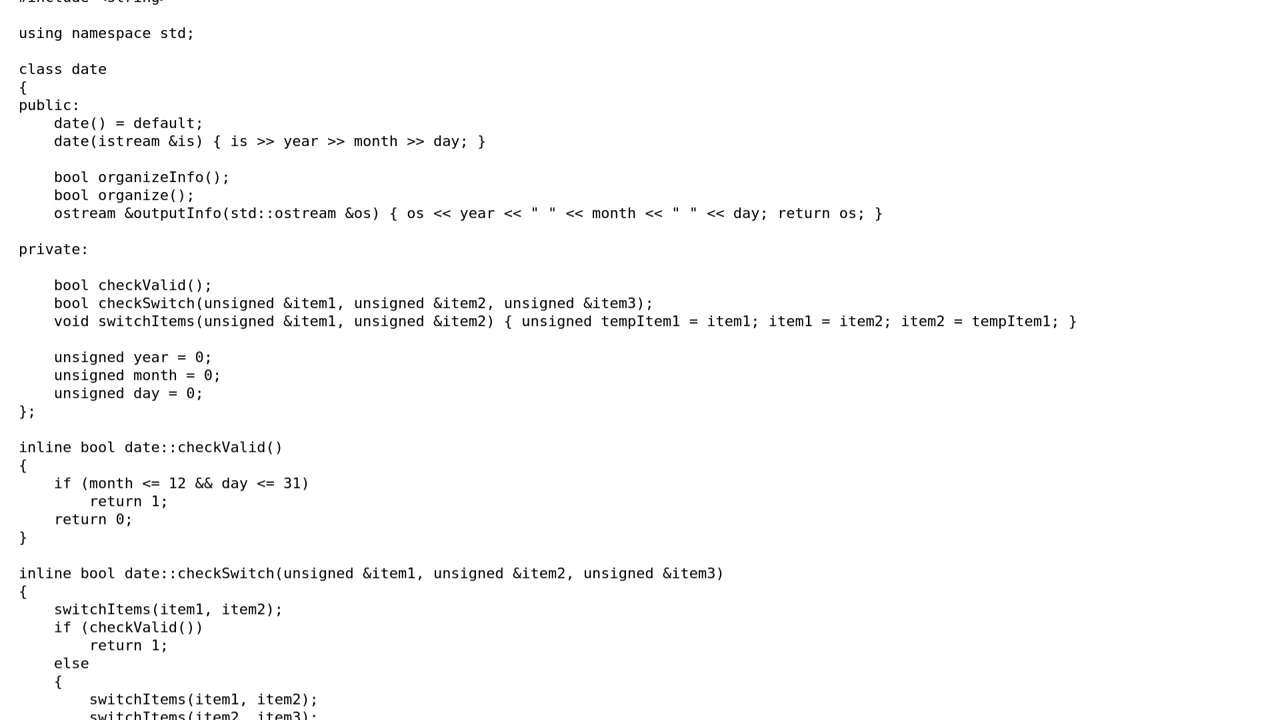 #include <string>
using namespace std;
class date
{
public:
    date() = default;
    date(istream &is) { is >> year >> month >> day; }
    bool organizeInfo();
    bool organize();
    ostream &outputInfo(std::ostream &os) { os << year << " " << month << " " << day; return os; }
private:
    bool checkValid();
    bool checkSwitch(unsigned &item1, unsigned &item2, unsigned &item3);
    void switchItems(unsigned &item1, unsigned &item2) { unsigned tempItem1 = item1; item1 = item2; item2 = tempItem1; }
    unsigned year = 0;
    unsigned month = 0;
    unsigned day = 0;
};
inline bool date::checkValid()
{
    if (month <= 12 && day <= 31)
        return 1;
    return 0;
}
inline bool date::checkSwitch(unsigned &item1, unsigned &item2, unsigned &item3)
{
    switchItems(item1, item2);
    if (checkValid())
        return 1;
    else
    {
        switchItems(item1, item2);
        switchItems(item2, item3);